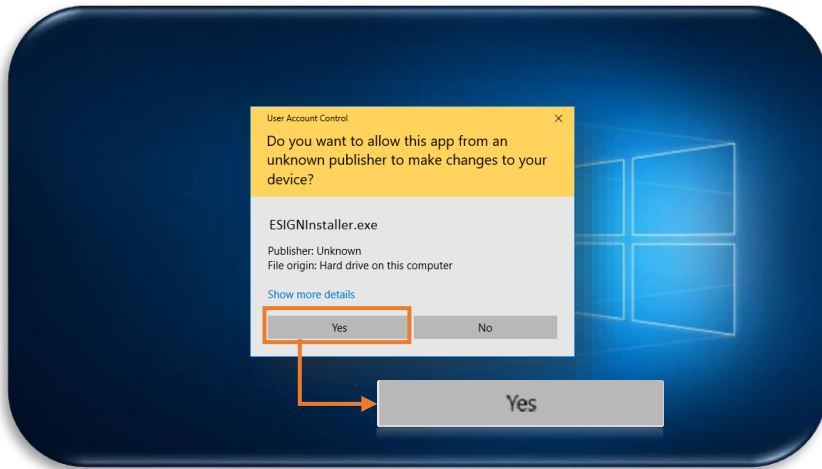 User Account Control
Do you want to allow this app from an
unknown publisher to make changes to your
device?
ESIGNInstaller.exe
Publisher: Unknown
File origin: Hard drive on this computer
Show more details
Yes No
Yes